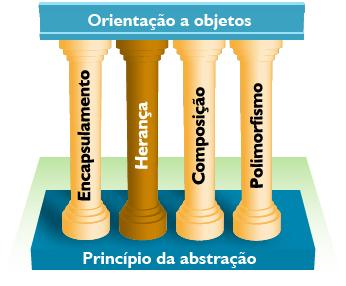 Orientação a objetos
Encapsulamento
Herança
Composição
Polimorfismo
Princípio da abstração